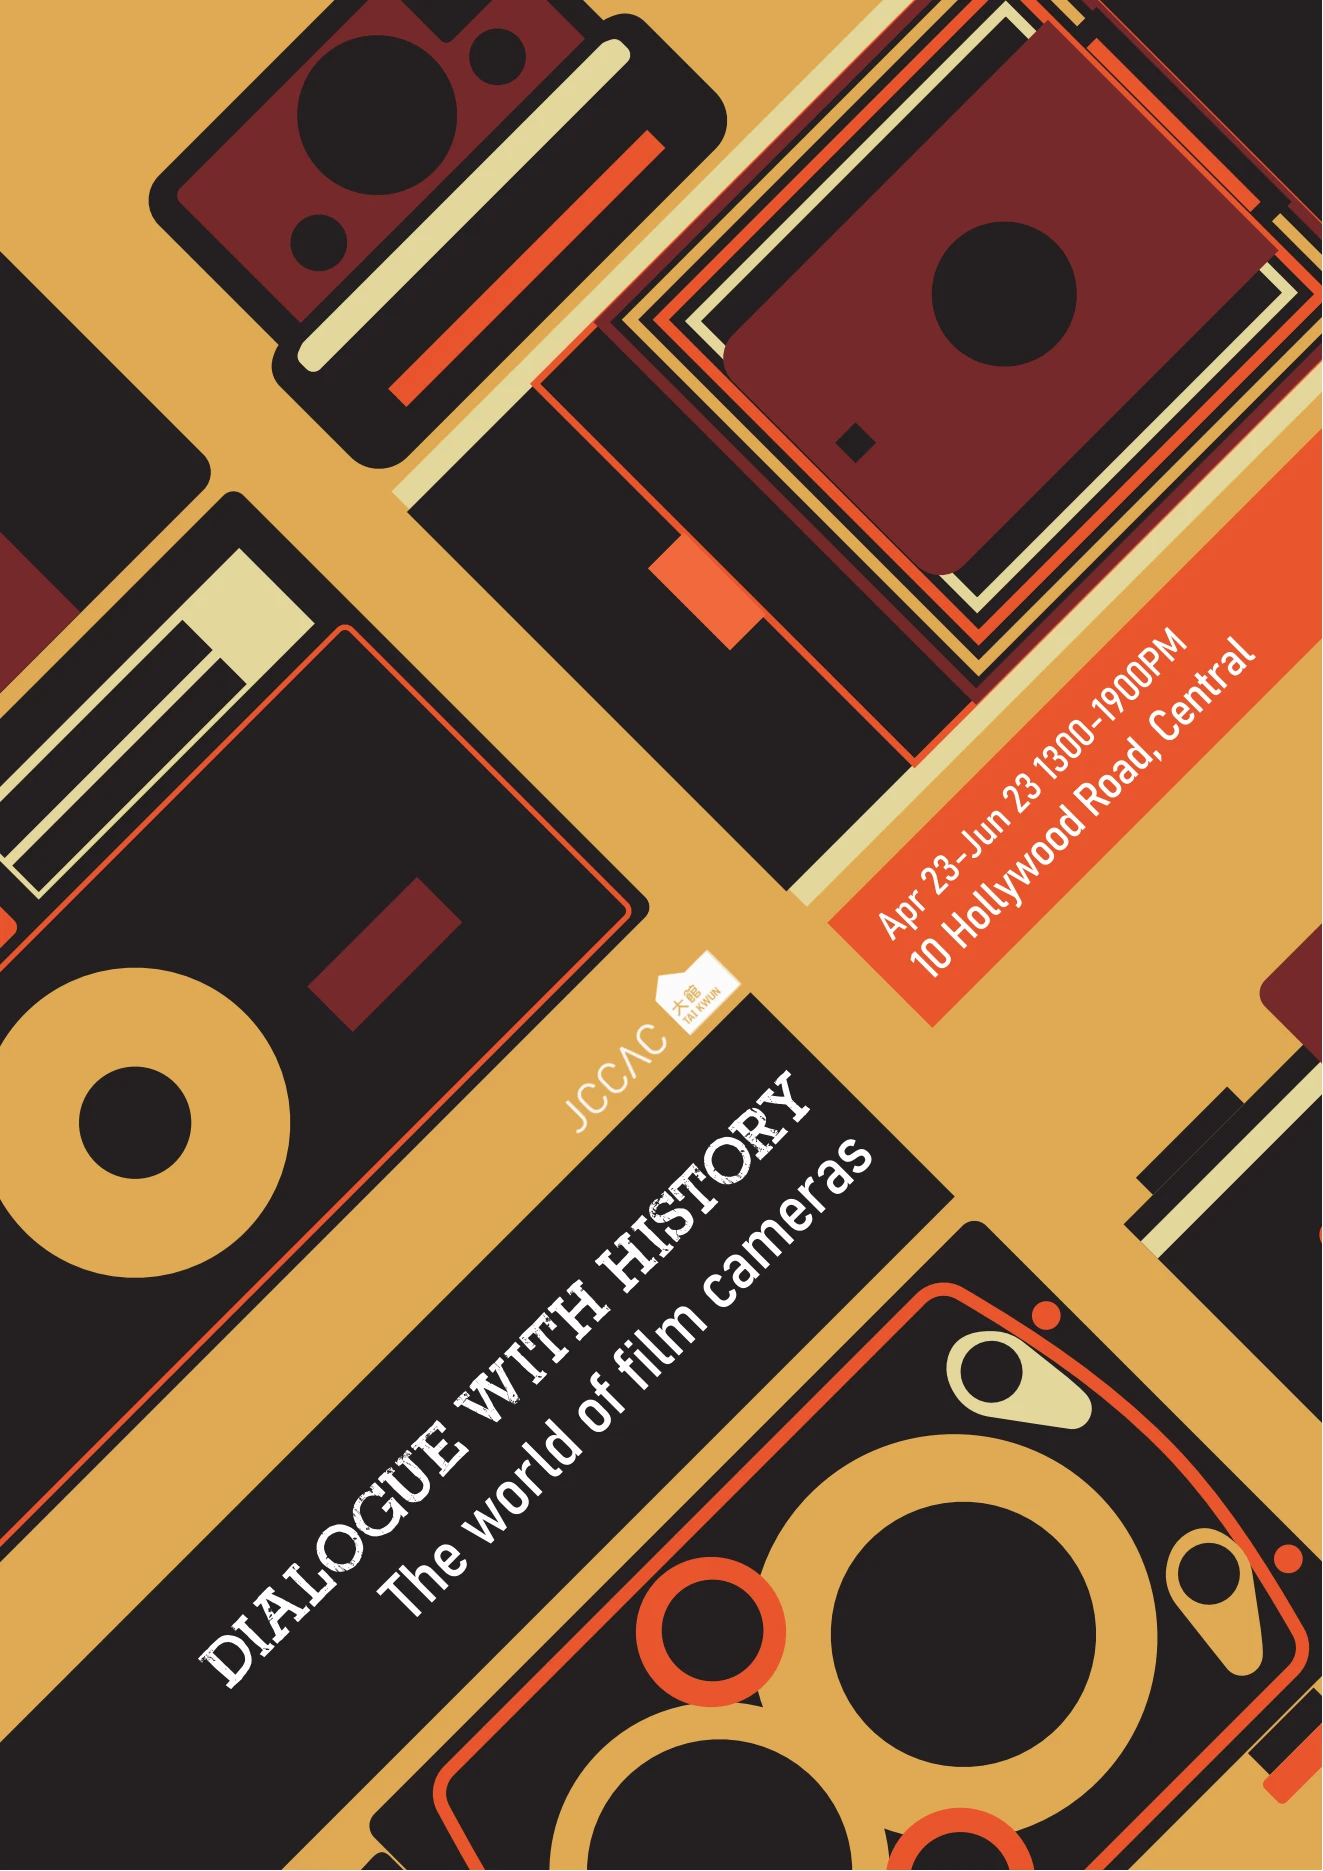 Apr 23-Jun 23 1300-1900PM
10 Hollywood Road, Central
大館
TAI KWUN
JCCAC
DIALOGUE WITH HISTORY
The world of film cameras